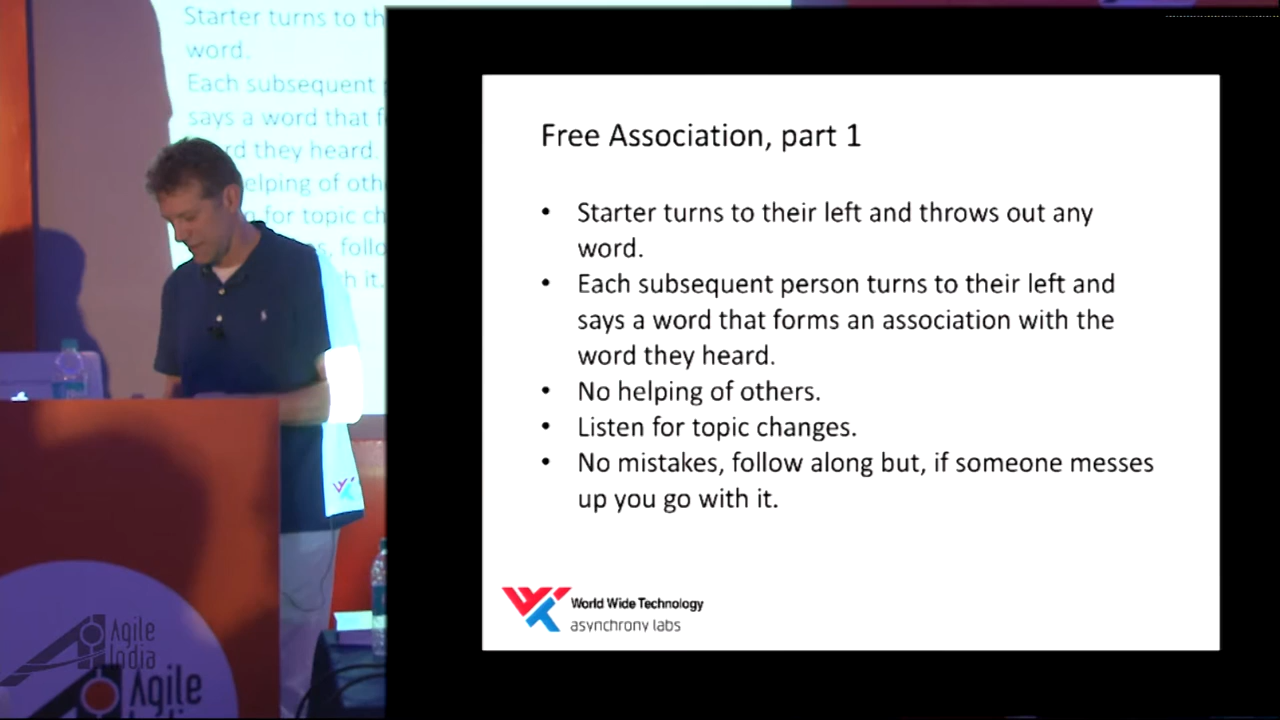 Starter turns to th
word.
Each subsequent
says a word that f
rd they heard.
elping of oth
for topic ch
s, follo
h it.
Free Association, part 1
• Starter turns to their left and throws out any
word.
• Each subsequent person turns to their left and
says a word that forms an association with the
word they heard.
• No helping of others.
• Listen for topic changes.
• No mistakes, follow along but, if someone messes
up you go with it.
World Wide Technology
asynchrony labs
Agile
India
Agile